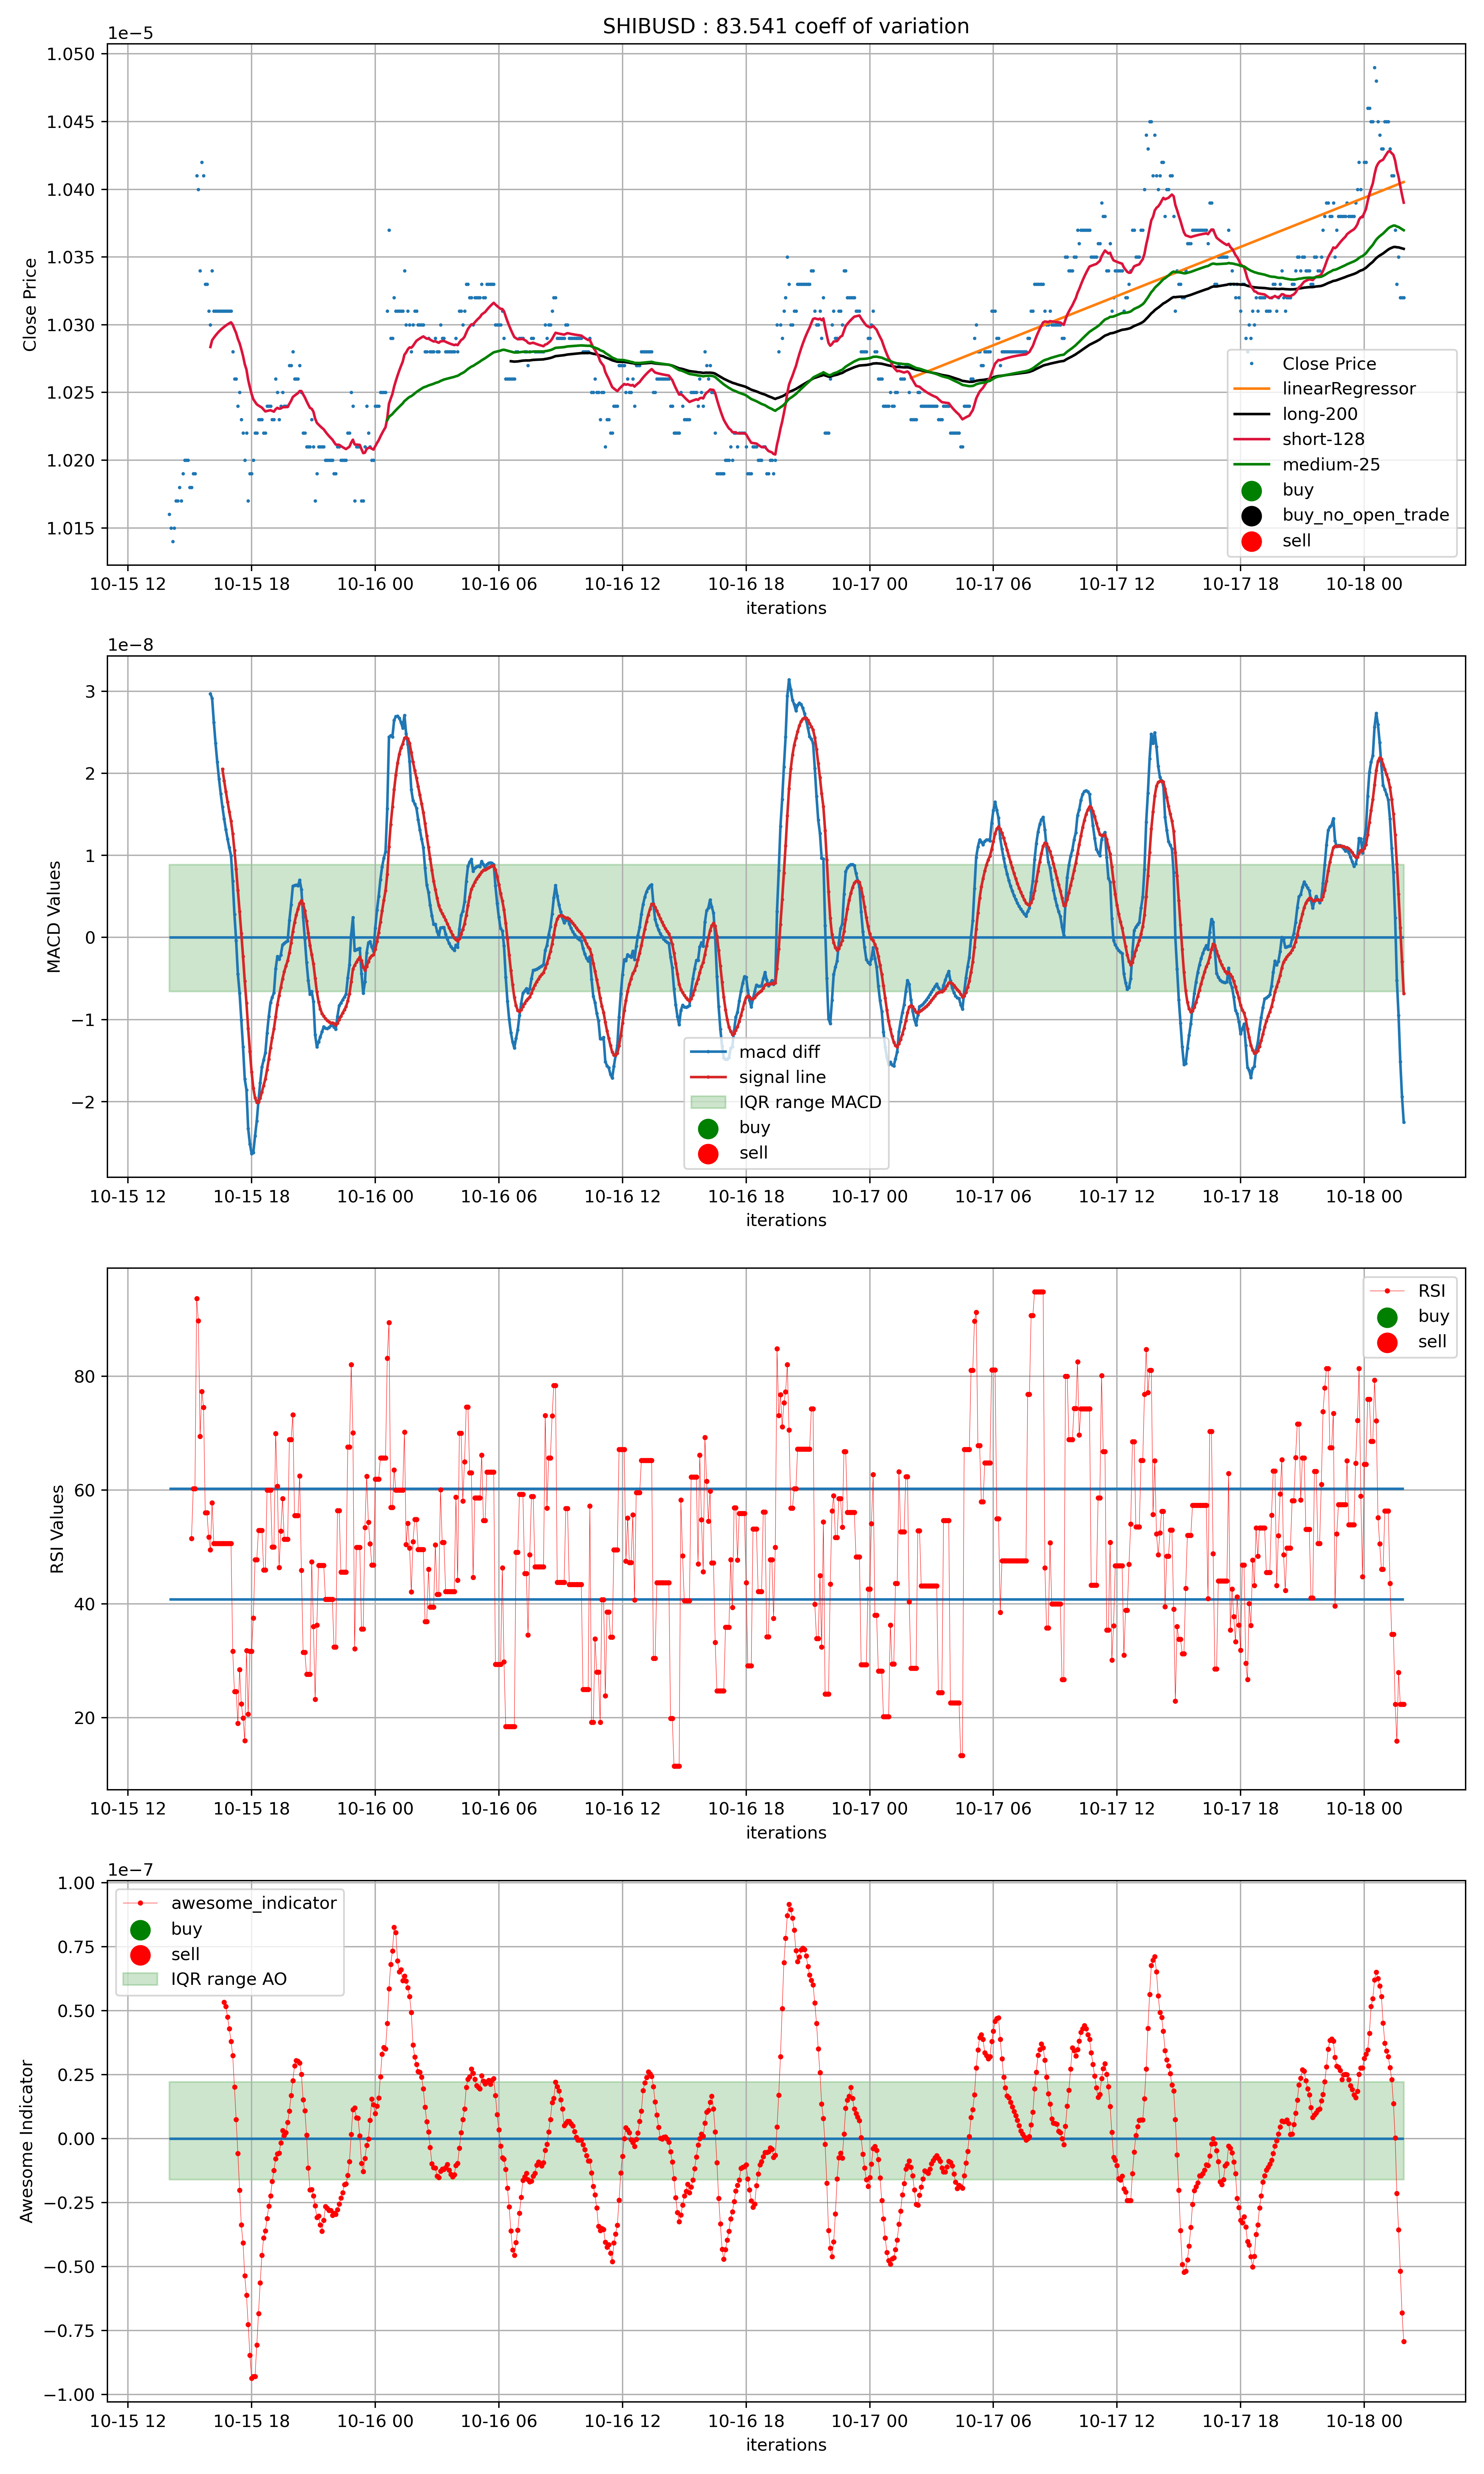 SHIBUSD : 83.541 coeff of variation
1e−5
1.050
1.045
1.040
1.035
1.030
1.025
1.020
1.015
Close Price
Close Price
linearRegressor
long-200
short-128
medium-25
buy
buy_no_open_trade
sell
10-15 12 10-15 18 10-16 00 10-16 06 10-16 12 10-16 18 10-17 00 10-17 06 10-17 12 10-17 18 10-18 00
iterations
1e−8
3
2
1
0
−1
−2
MACD Values
macd diff
signal line
IQR range MACD
buy
sell
10-15 12 10-15 18 10-16 00 10-16 06 10-16 12 10-16 18 10-17 00 10-17 06 10-17 12 10-17 18 10-18 00
iterations
RSI
buy
sell
80
60
40
20
RSI Values
10-15 12 10-15 18 10-16 00 10-16 06 10-16 12 10-16 18 10-17 00 10-17 06 10-17 12 10-17 18 10-18 00
iterations
1e−7
1.00
0.75
0.50
0.25
0.00
−0.25
−0.50
−0.75
−1.00
Awesome Indicator
awesome_indicator
buy
sell
IQR range AO
10-15 12 10-15 18 10-16 00 10-16 06 10-16 12 10-16 18 10-17 00 10-17 06 10-17 12 10-17 18 10-18 00
iterations